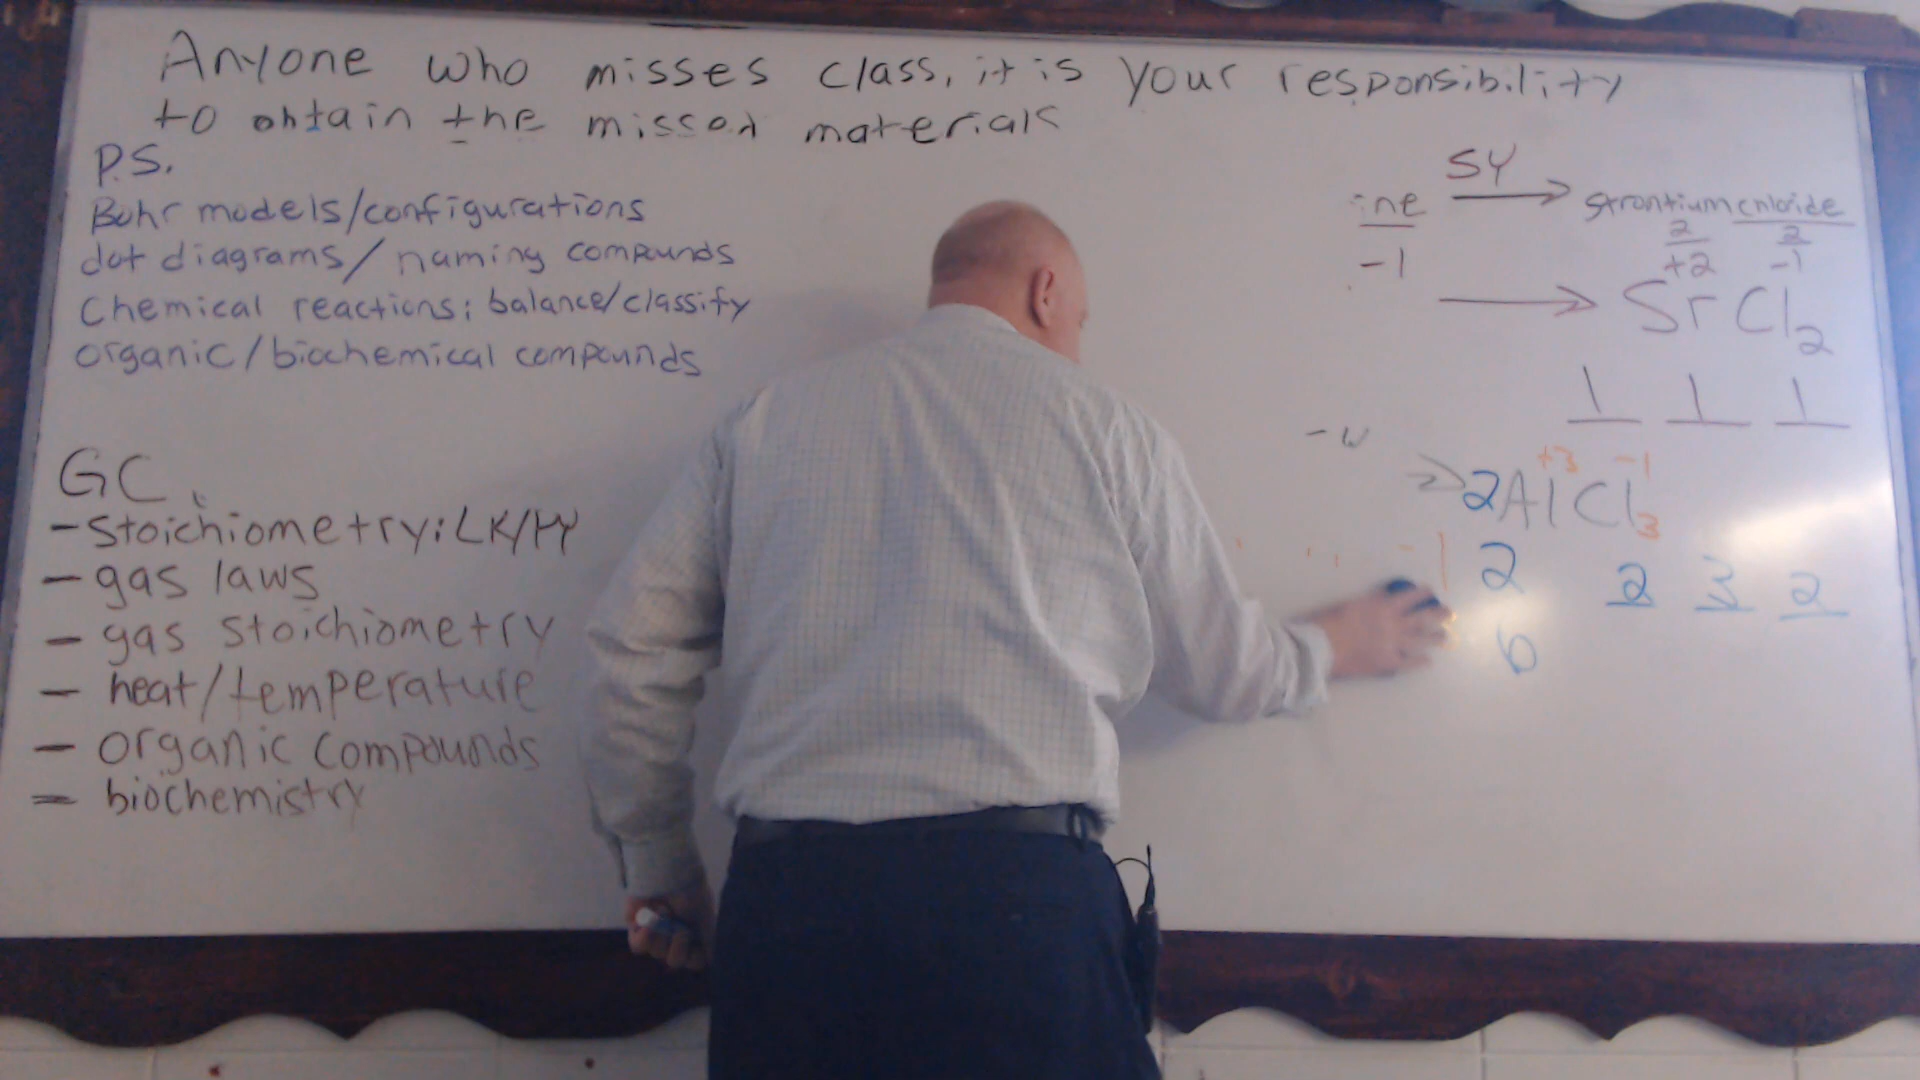 Anyone who misses class, it is your responsibility
to obtain the missed materials
P.S.
Bohr models/configurations
dot diagrams/naming compounds
Chemical reactions: balance/classify
organic/biochemical compounds
GC
- Stoichiometry: LR/%Y
- gas laws
- gas stoichiometry
- heat/temperature
- organic compounds
- biochemistry
SY
ine → strontium chloride
-1
2 2
+2 -1
→ SrCl2
1 1 1
+3 -1
→ 2AlCl3
2
6
2 3 2